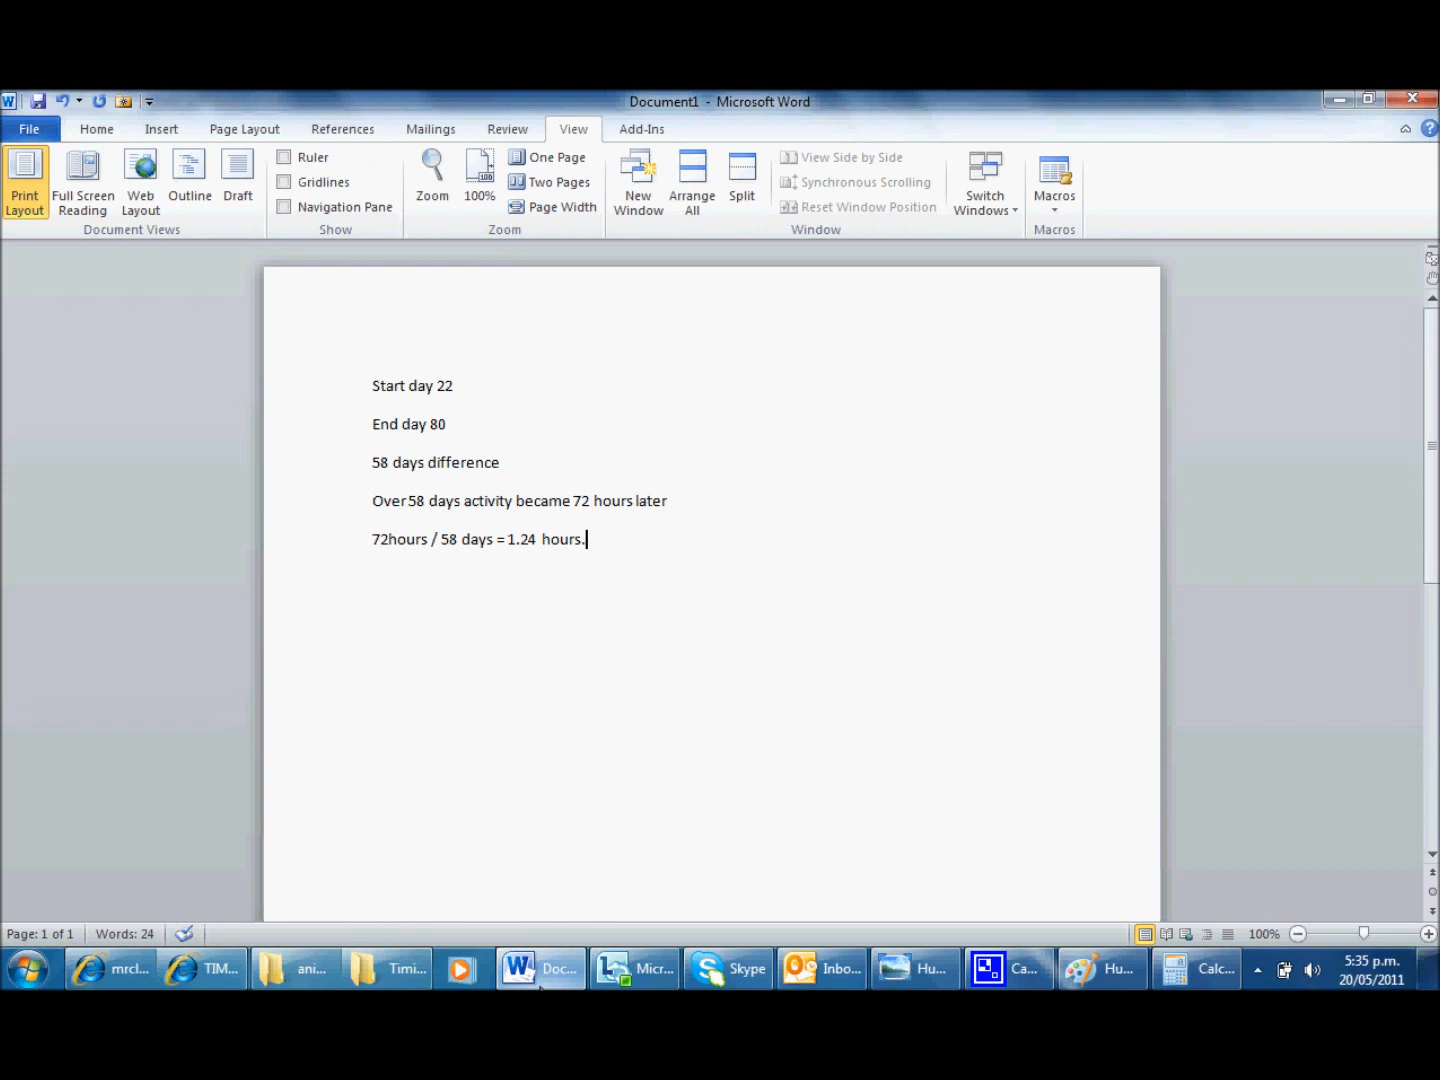 Document1 - Microsoft Word
File Home Insert Page Layout References Mailings Review View Add-Ins
Print Layout
Full Screen Reading
Web Layout
Outline
Draft
Document Views
Ruler
Gridlines
Navigation Pane
Show
Zoom
100%
One Page
Two Pages
Page Width
Zoom
New Window
Arrange All
Split
View Side by Side
Synchronous Scrolling
Reset Window Position
Window
Switch Windows
Macros
Macros
Start day 22
End day 80
58 days difference
Over 58 days activity became 72 hours later
72hours / 58 days = 1.24 hours.
Page: 1 of 1 Words: 24 100%
mrcl... TIM... ani... Timi... Doc... Micr... Skype Inbo... Hu... Ca... Hu... Calc... 5:35 p.m.
20/05/2011